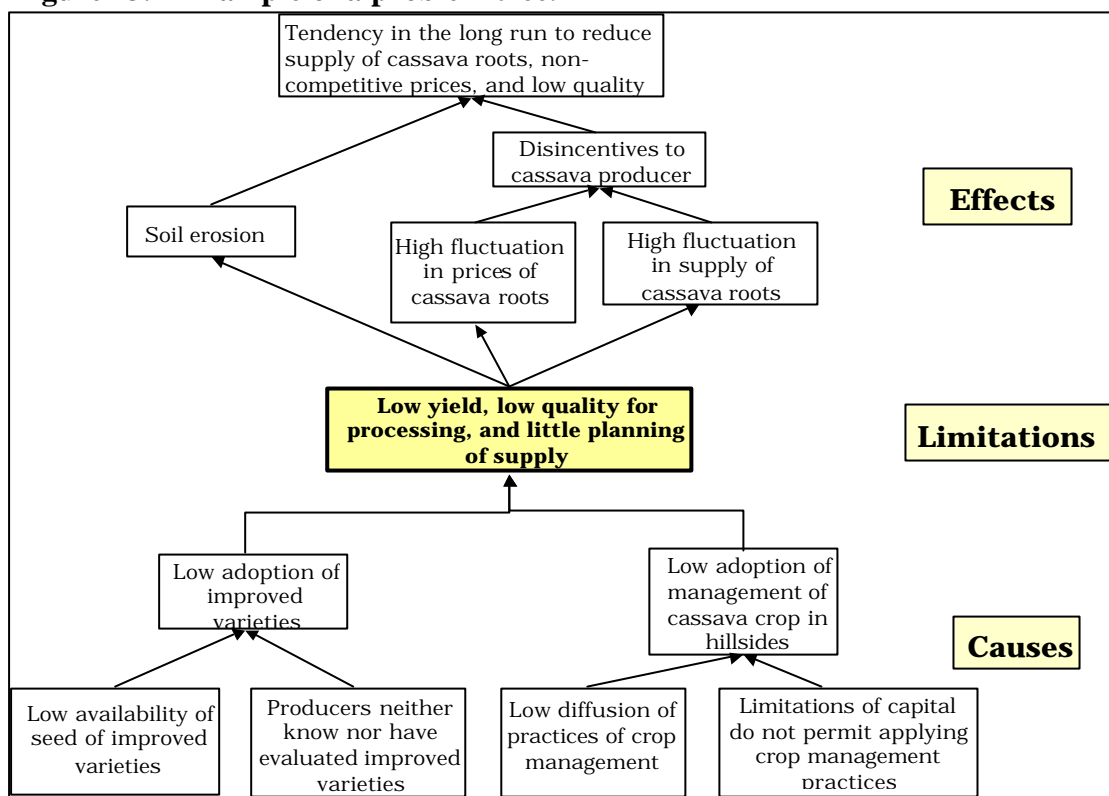 Tendency in the long run to reduce
supply of cassava roots, non-
competitive prices, and low quality
Disincentives to
cassava producer
Effects
Soil erosion
High fluctuation
in prices of
cassava roots
High fluctuation
in supply of
cassava roots
Low yield, low quality for
processing, and little planning
of supply
Limitations
Low adoption of
improved
varieties
Low adoption of
management of
cassava crop in
hillsides
Causes
Low availability of
seed of improved
varieties
Producers neither
know nor have
evaluated improved
varieties
Low diffusion of
practices of crop
management
Limitations of capital
do not permit applying
crop management
practices